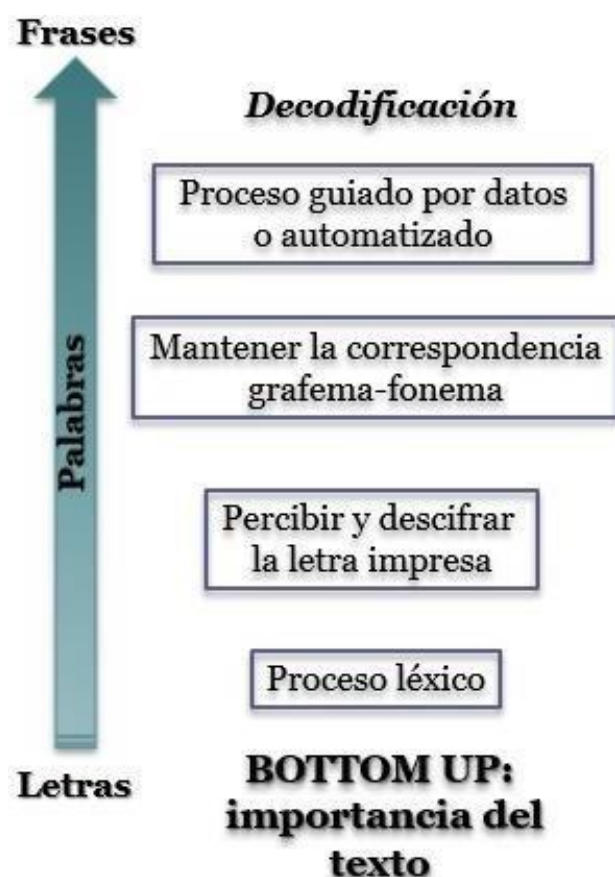 Frases
Decodificación
Proceso guiado por datos
o automatizado
Mantener la correspondencia
grafema-fonema
Palabras
Percibir y descifrar
la letra impresa
Proceso léxico
Letras
BOTTOM UP:
importancia del
texto